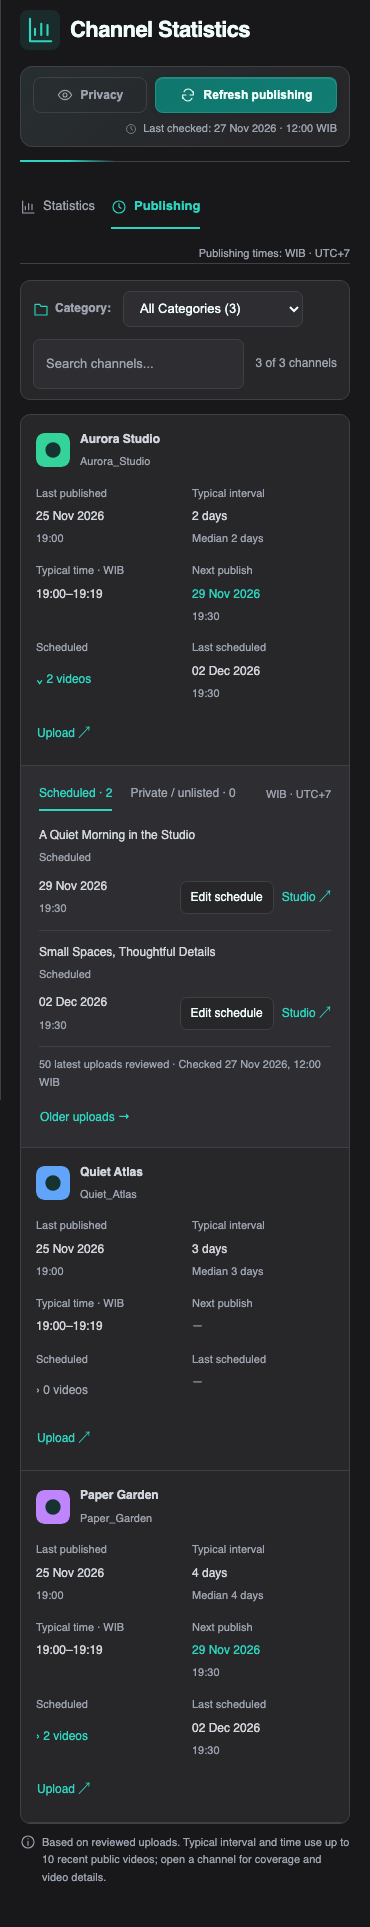 Channel Statistics
Privacy
Refresh publishing
Last checked: 27 Nov 2026 · 12:00 WIB
Statistics
Publishing
Publishing times: WIB · UTC+7
Category:
All Categories (3)
Search channels...
3 of 3 channels
Aurora Studio
Aurora_Studio
Last published
Typical interval
25 Nov 2026
2 days
19:00
Median 2 days
Typical time · WIB
Next publish
19:00–19:19
29 Nov 2026
19:30
Scheduled
Last scheduled
⌄ 2 videos
02 Dec 2026
19:30
Upload ↗
Scheduled · 2
Private / unlisted · 0
WIB · UTC+7
A Quiet Morning in the Studio
Scheduled
29 Nov 2026
19:30
Edit schedule
Studio ↗
Small Spaces, Thoughtful Details
Scheduled
02 Dec 2026
19:30
Edit schedule
Studio ↗
50 latest uploads reviewed · Checked 27 Nov 2026, 12:00
WIB
Older uploads →
Quiet Atlas
Quiet_Atlas
Last published
Typical interval
25 Nov 2026
3 days
19:00
Median 3 days
Typical time · WIB
Next publish
19:00–19:19
—
Scheduled
Last scheduled
› 0 videos
—
Upload ↗
Paper Garden
Paper_Garden
Last published
Typical interval
25 Nov 2026
4 days
19:00
Median 4 days
Typical time · WIB
Next publish
19:00–19:19
29 Nov 2026
19:30
Scheduled
Last scheduled
› 2 videos
02 Dec 2026
19:30
Upload ↗
Based on reviewed uploads. Typical interval and time use up to
10 recent public videos; open a channel for coverage and
video details.